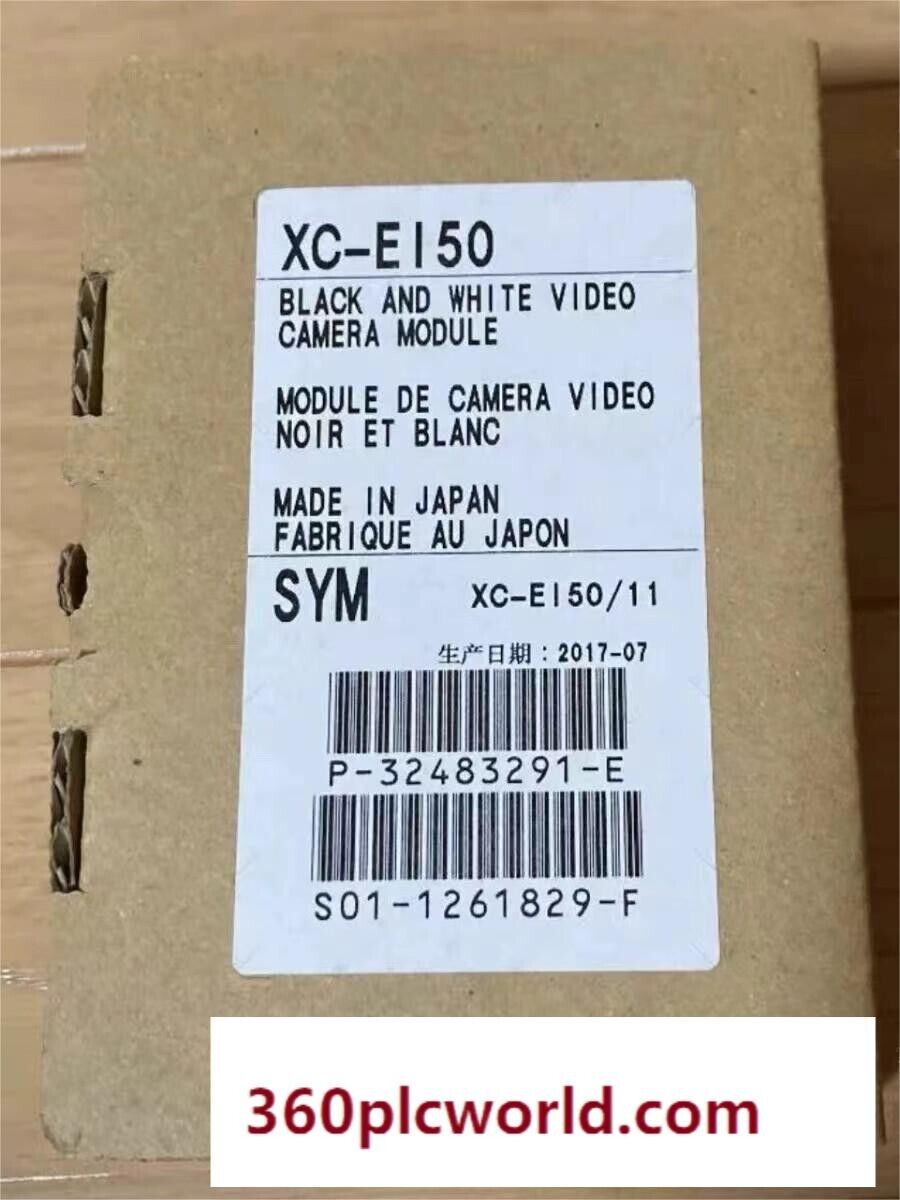 XC-EI50
BLACK AND WHITE VIDEO
CAMERA MODULE
MODULE DE CAMERA VIDEO
NOIR ET BLANC
MADE IN JAPAN
FABRIQUE AU JAPON
SYM XC-EI50/11
生产日期：2017-07
P-32483291-E
S01-1261829-F
360plcworld.com